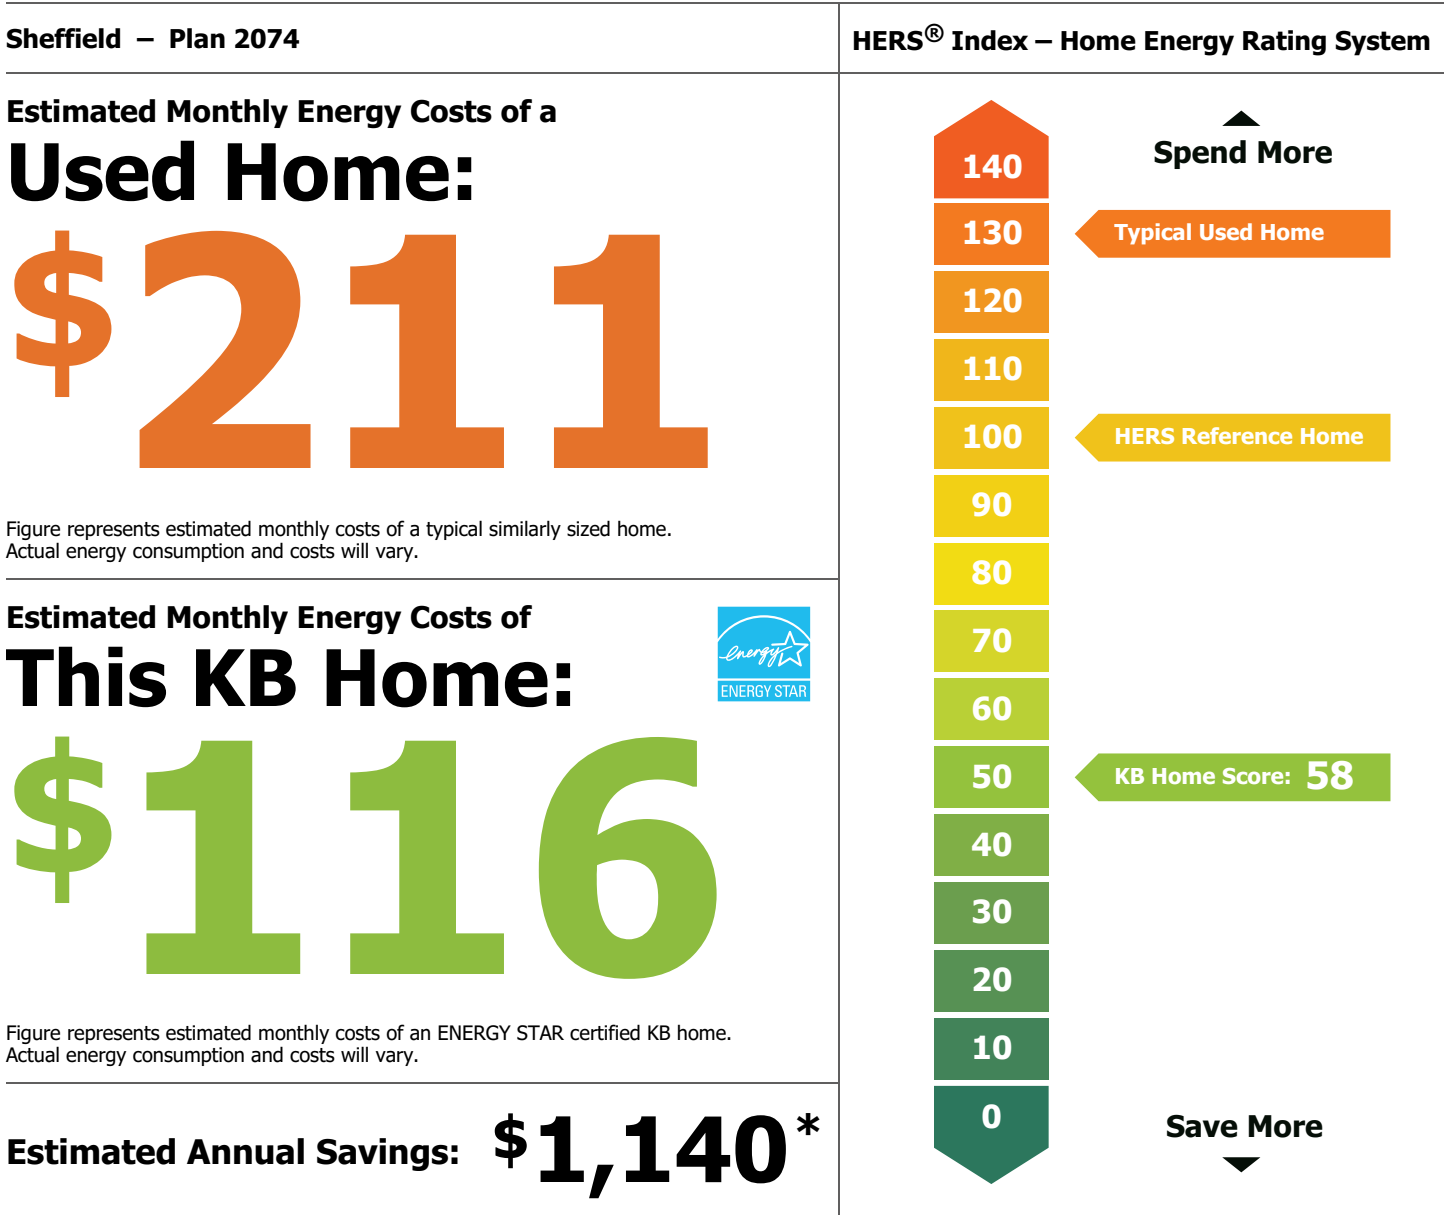 Sheffield – Plan 2074
Estimated Monthly Energy Costs of a
Used Home:
$211
Figure represents estimated monthly costs of a typical similarly sized home.
Actual energy consumption and costs will vary.
Estimated Monthly Energy Costs of
This KB Home:
energy
ENERGY STAR
$116
Figure represents estimated monthly costs of an ENERGY STAR certified KB home.
Actual energy consumption and costs will vary.
Estimated Annual Savings: $1,140*
HERS® Index – Home Energy Rating System
Spend More
140
130 Typical Used Home
120
110
100 HERS Reference Home
90
80
70
60
50 KB Home Score: 58
40
30
20
10
0
Save More